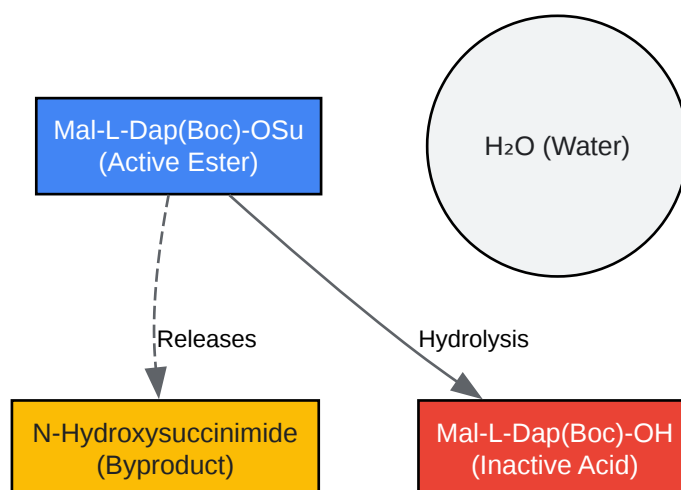 Mal-L-Dap(Boc)-OSu
(Active Ester)
H₂O (Water)
Releases
Hydrolysis
N-Hydroxysuccinimide
(Byproduct)
Mal-L-Dap(Boc)-OH
(Inactive Acid)